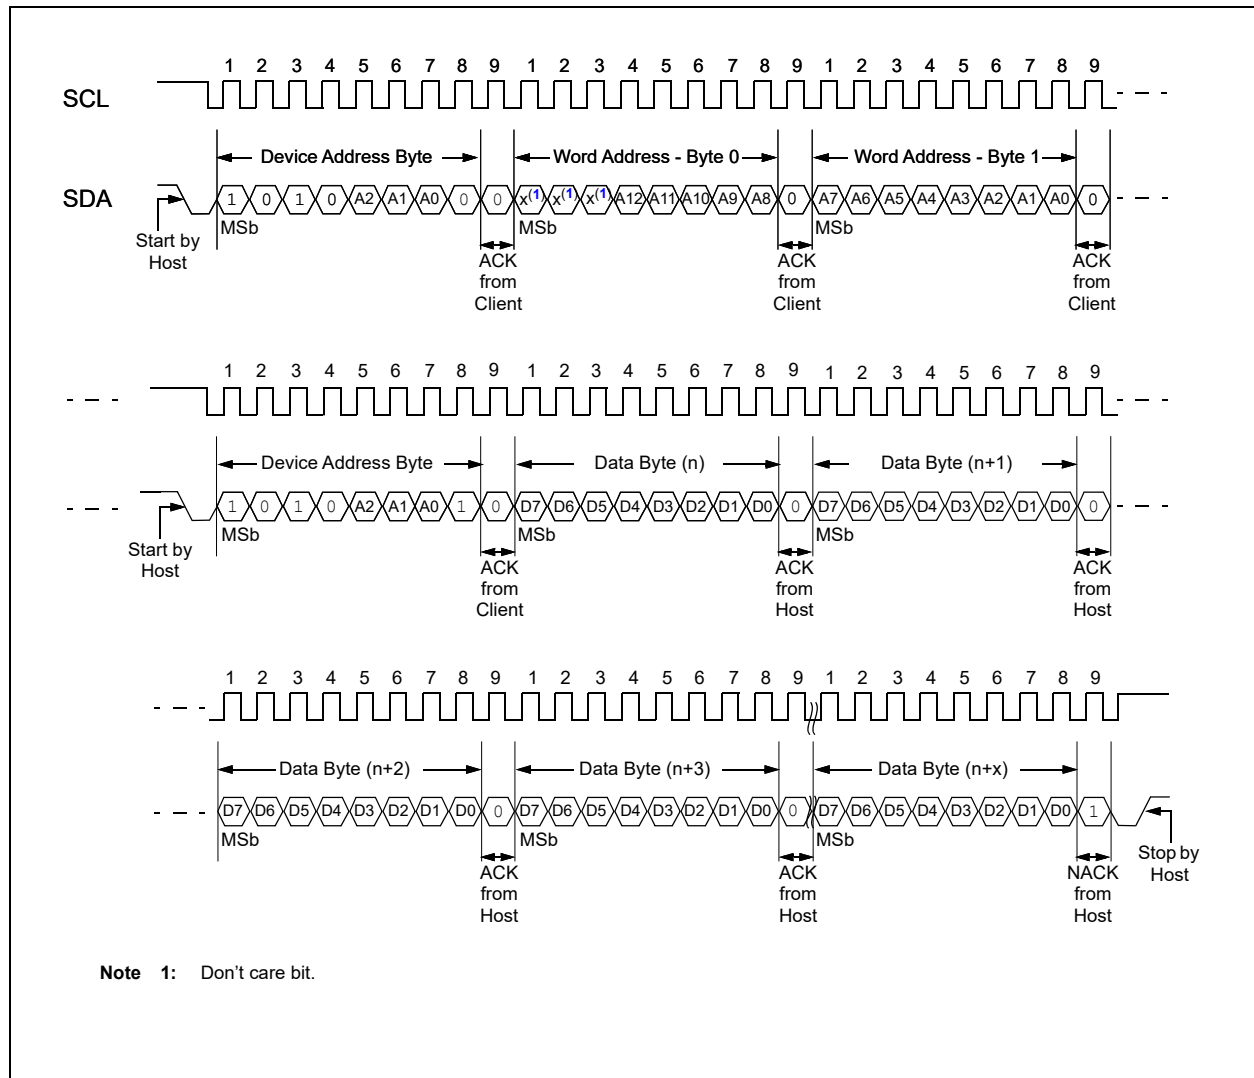 1 2 3 4 5 6 7 8 9 1 2 3 4 5 6 7 8 9 1 2 3 4 5 6 7 8 9
SCL
Device Address Byte Word Address - Byte 0 Word Address - Byte 1
SDA 1 0 1 0 A2 A1 A0 0 0 x(1) x(1) x(1) A12 A11 A10 A9 A8 0 A7 A6 A5 A4 A3 A2 A1 A0 0
MSb MSb MSb
Start by
Host
ACK
from
Client
ACK
from
Client
ACK
from
Client
1 2 3 4 5 6 7 8 9 1 2 3 4 5 6 7 8 9 1 2 3 4 5 6 7 8 9
Device Address Byte Data Byte (n) Data Byte (n+1)
1 0 1 0 A2 A1 A0 1 0 D7 D6 D5 D4 D3 D2 D1 D0 0 D7 D6 D5 D4 D3 D2 D1 D0 0
MSb MSb MSb
Start by
Host
ACK
from
Client
ACK
from
Host
ACK
from
Host
1 2 3 4 5 6 7 8 9 1 2 3 4 5 6 7 8 9 1 2 3 4 5 6 7 8 9
Data Byte (n+2) Data Byte (n+3) Data Byte (n+x)
D7 D6 D5 D4 D3 D2 D1 D0 0 D7 D6 D5 D4 D3 D2 D1 D0 0 D7 D6 D5 D4 D3 D2 D1 D0 1
MSb MSb MSb
ACK
from
Host
ACK
from
Host
NACK
from
Host
Stop by
Host
Note 1: Don't care bit.